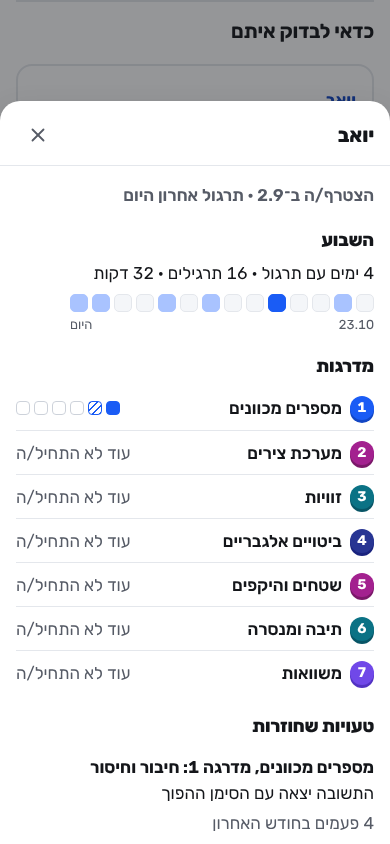 כדאי לבדוק איתם
יואב
יואב
הצטרף/ה ב־2.9 • תרגול אחרון היום
השבוע
4 ימים עם תרגול • 16 תרגילים • 32 דקות
23.10 היום
מדרגות
1 מספרים מכוונים
2 מערכת צירים עוד לא התחיל/ה
3 זוויות עוד לא התחיל/ה
4 ביטויים אלגבריים עוד לא התחיל/ה
5 שטחים והיקפים עוד לא התחיל/ה
6 תיבה ומנסרה עוד לא התחיל/ה
7 משוואות עוד לא התחיל/ה
טעויות שחוזרות
מספרים מכוונים, מדרגה 1: חיבור וחיסור
התשובה יצאה עם הסימן ההפוך
4 פעמים בחודש האחרון